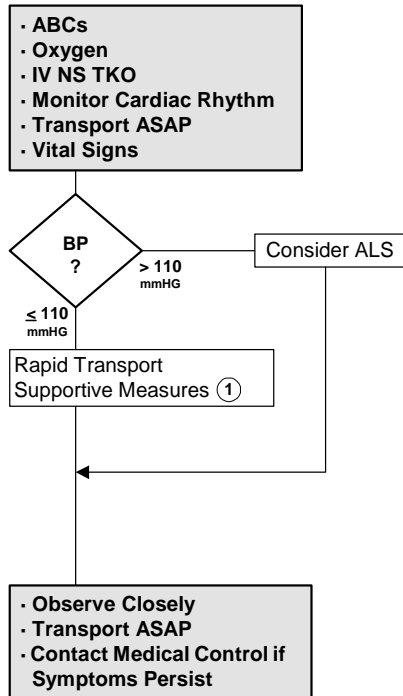 · ABCs
· Oxygen
· IV NS TKO
· Monitor Cardiac Rhythm
· Transport ASAP
· Vital Signs
BP
?
> 110
mmHG
Consider ALS
≤ 110
mmHG
Rapid Transport
Supportive Measures ①
· Observe Closely
· Transport ASAP
· Contact Medical Control if
Symptoms Persist